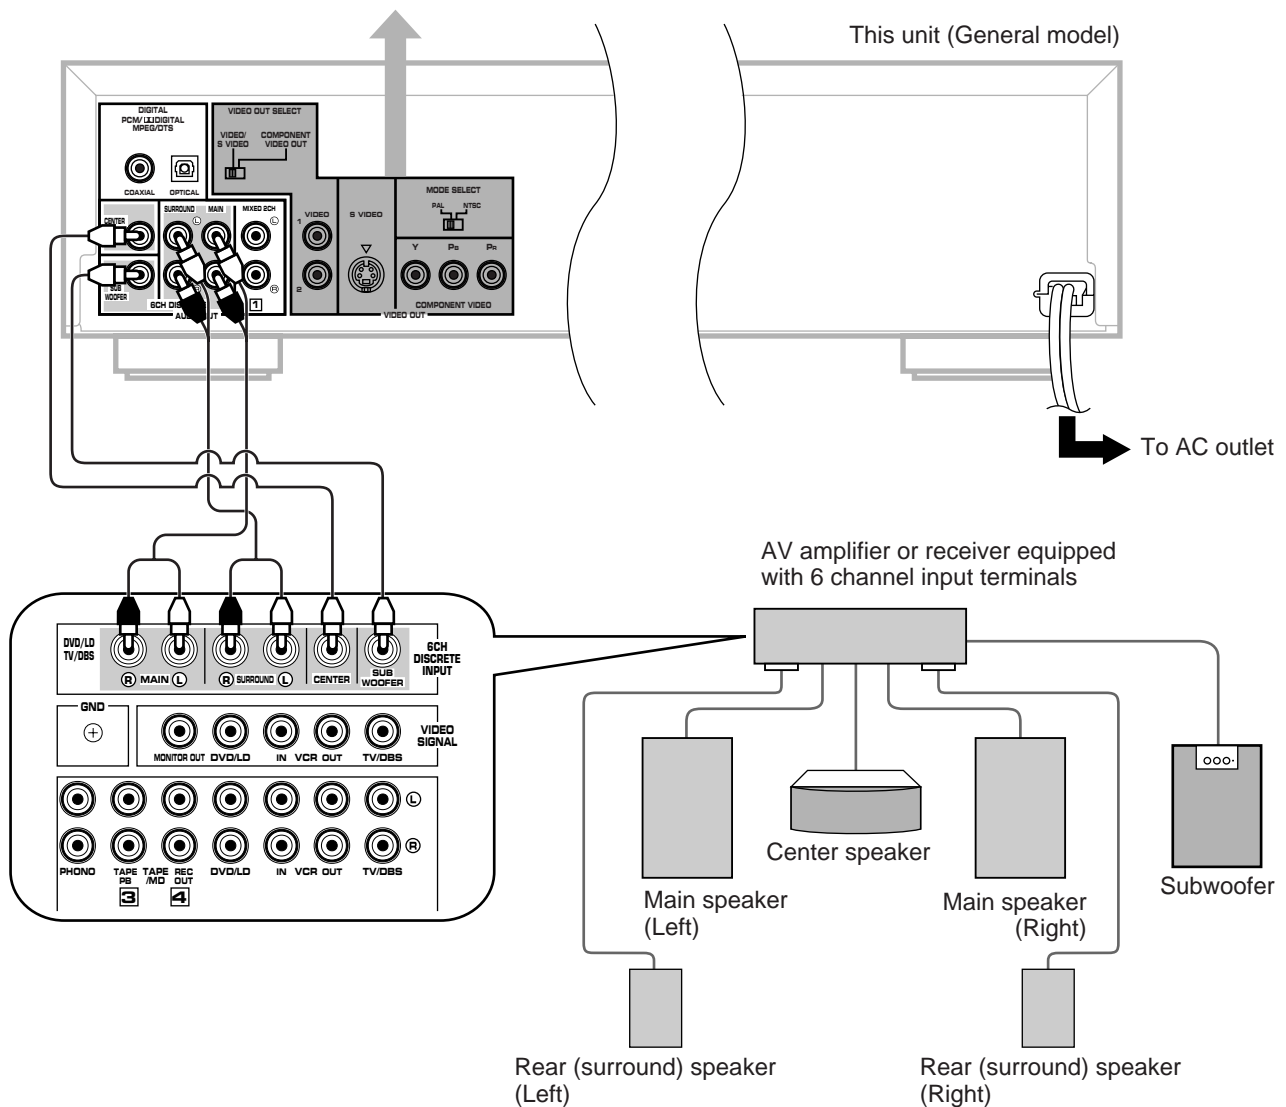 This unit (General model)
DIGITAL
PCM/DIGITAL
MPEG/DTS
COAXIAL OPTICAL
VIDEO OUT SELECT
VIDEO/
S VIDEO
COMPONENT
VIDEO OUT
MODE SELECT
PAL NTSC
CENTER
SURROUND MAIN MIXED 2CH
L L
VIDEO
1
2
S VIDEO
Y PB PR
SUB
WOOFER
R R
1
COMPONENT VIDEO
VIDEO OUT
To AC outlet
AV amplifier or receiver equipped
with 6 channel input terminals
DVD/LD
TV/DBS
R MAIN L
R SURROUND L
CENTER
SUB
WOOFER
6CH
DISCRETE
INPUT
GND
MONITOR OUT DVD/LD IN VCR OUT TV/DBS
VIDEO
SIGNAL
L
R
PHONO
TAPE
PB
TAPE
/MD
REC
OUT
DVD/LD IN VCR OUT TV/DBS
3 4
Center speaker
Main speaker
(Left)
Main speaker
(Right)
Subwoofer
Rear (surround) speaker
(Left)
Rear (surround) speaker
(Right)